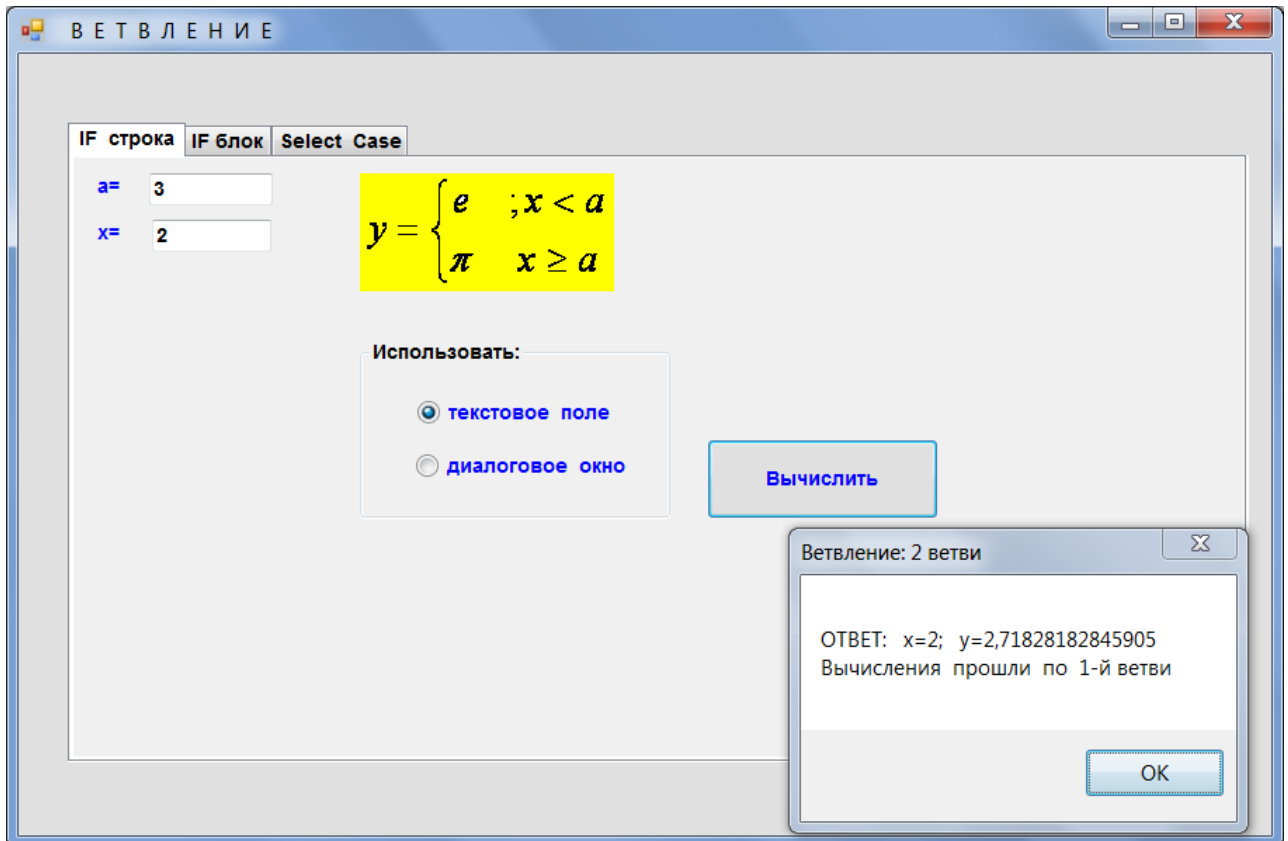 В Е Т В Л Е Н И Е
IF строка IF блок Select Case
a= 3
x= 2
y = { e ; x < a
π x ≥ a
Использовать:
текстовое поле
диалоговое окно
Вычислить
Ветвление: 2 ветви
ОТВЕТ: x=2; y=2,71828182845905
Вычисления прошли по 1-й ветви
ОК